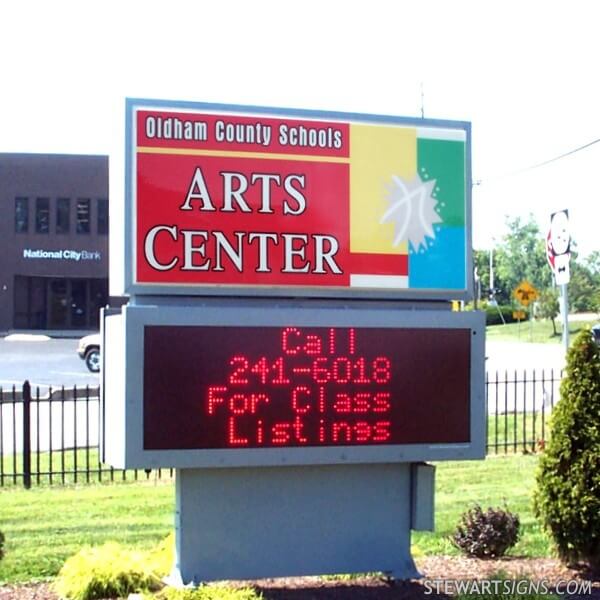 Oldham County Schools
ARTS
CENTER
National City Bank
Call
241-6018
For Class
Listings
STEWARTSIGNS.COM